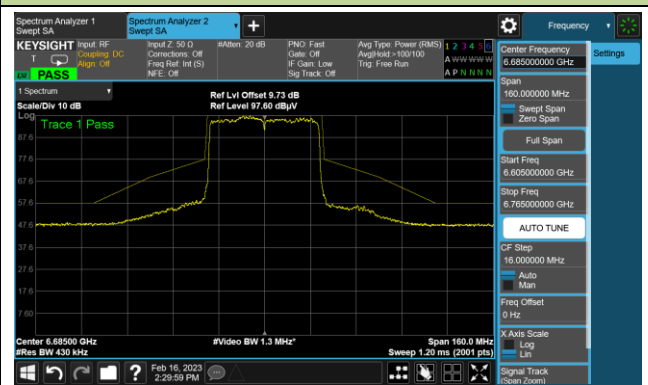 Spectrum Analyzer 1
Swept SA
Spectrum Analyzer 2
Swept SA
+
Frequency
KEYSIGHT
Input: RF
Coupling: DC
Align: Off
Input Z: 50 Ω
Corrections: Off
Freq Ref: Int (S)
NFE: Off
#Atten: 20 dB
PNO: Fast
Gate: Off
IF Gain: Low
Sig Track: Off
Avg Type: Power (RMS)
Avg|Hold:>100/100
Trig: Free Run
1 2 3 4 5 6
A W W W W W
A P N N N N
T
LXI
PASS
1 Spectrum
Scale/Div 10 dB
Log
Ref Lvl Offset 9.73 dB
Ref Level 97.60 dBµV
Trace 1 Pass
87.6
77.6
67.6
57.6
47.6
37.6
27.6
17.6
7.60
Center 6.68500 GHz
#Res BW 430 kHz
#Video BW 1.3 MHz*
Span 160.0 MHz
Sweep 1.20 ms (2001 pts)
Center Frequency
6.685000000 GHz
Settings
Span
160.000000 MHz
Swept Span
Zero Span
Full Span
Start Freq
6.605000000 GHz
Stop Freq
6.765000000 GHz
AUTO TUNE
CF Step
16.000000 MHz
Auto
Man
Freq Offset
0 Hz
X Axis Scale
Log
Lin
Signal Track
(Span Zoom)
?
Feb 16, 2023
2:29:59 PM